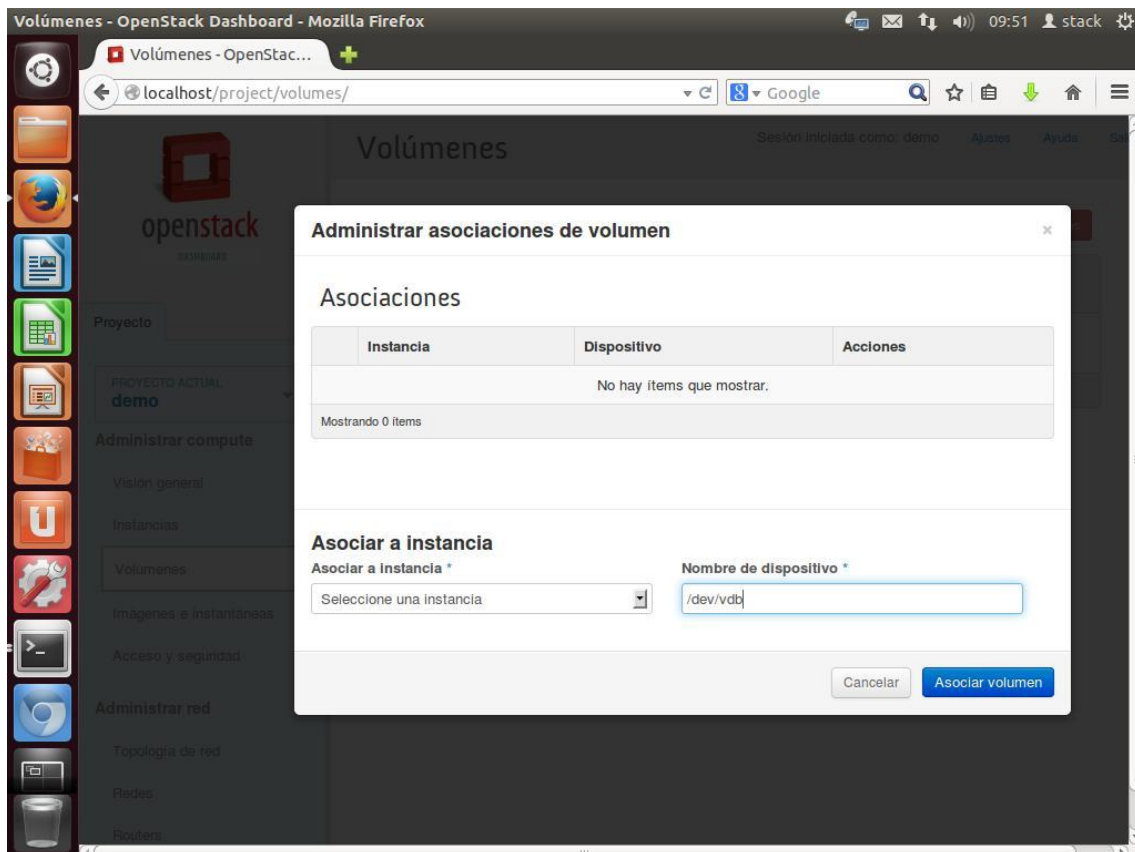 Volúmenes - OpenStack Dashboard - Mozilla Firefox 09:51 stack
Volúmenes - OpenStac...
localhost/project/volumes/ Google
Volúmenes Sesión iniciada como: demo Ajustes Ayuda
openstack
DASHBOARD
Administrar asociaciones de volumen
Asociaciones
Proyecto
Instancia Dispositivo Acciones
No hay ítems que mostrar.
Mostrando 0 ítems
PROYECTO ACTUAL
demo
Administrar compute
Visión general
Instancias
Volúmenes
Imágenes e instantáneas
Acceso y seguridad
Asociar a instancia
Asociar a instancia * Nombre de dispositivo *
Seleccione una instancia /dev/vdb
Cancelar Asociar volumen
Administrar red
Topología de red
Redes
Routers